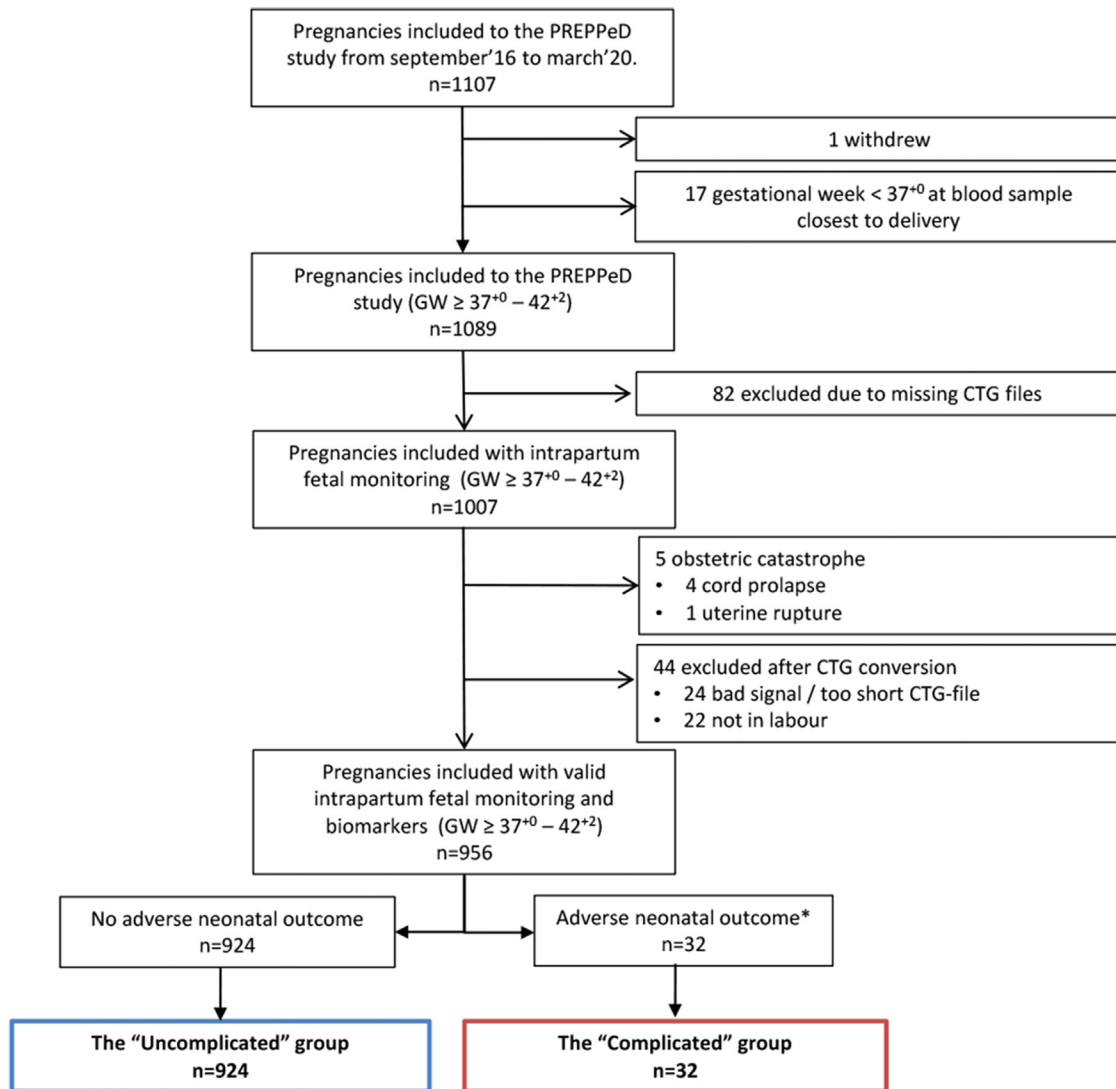 Pregnancies included to the PREPPeD
study from september’16 to march’20.
n=1107
1 withdrew
17 gestational week < 37⁺⁰ at blood sample
closest to delivery
Pregnancies included to the PREPPeD
study (GW ≥ 37⁺⁰ – 42⁺²)
n=1089
82 excluded due to missing CTG files
Pregnancies included with intrapartum
fetal monitoring (GW ≥ 37⁺⁰ – 42⁺²)
n=1007
5 obstetric catastrophe
• 4 cord prolapse
• 1 uterine rupture
44 excluded after CTG conversion
• 24 bad signal / too short CTG-file
• 22 not in labour
Pregnancies included with valid
intrapartum fetal monitoring and
biomarkers (GW ≥ 37⁺⁰ – 42⁺²)
n=956
No adverse neonatal outcome
n=924
Adverse neonatal outcome*
n=32
The “Uncomplicated” group
n=924
The “Complicated” group
n=32